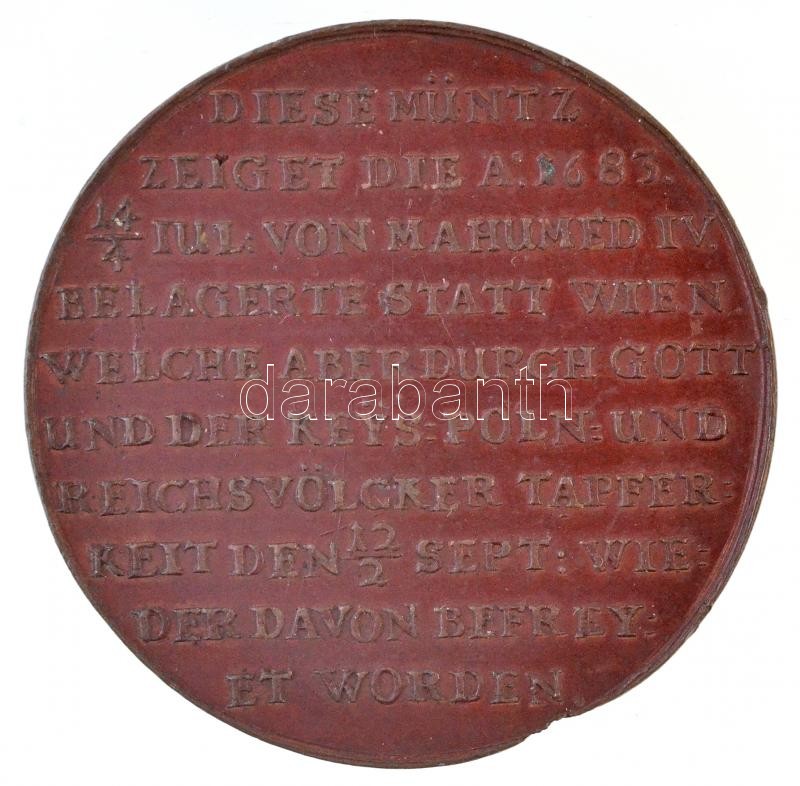 DIESE MÜNTZ
ZEIGET DIE A: 1683.
14/4 IUL: VON MAHUMED IV.
BELAGERTE STATT WIEN
WELCHE ABER DURCH GOTT
darabanth
UND DER KEYS: POLN: UND
REICHSVÖLCKER TAPFER:
KEIT DEN 12/2 SEPT: WIE:
DER DAVON BEFREY:
ET WORDEN